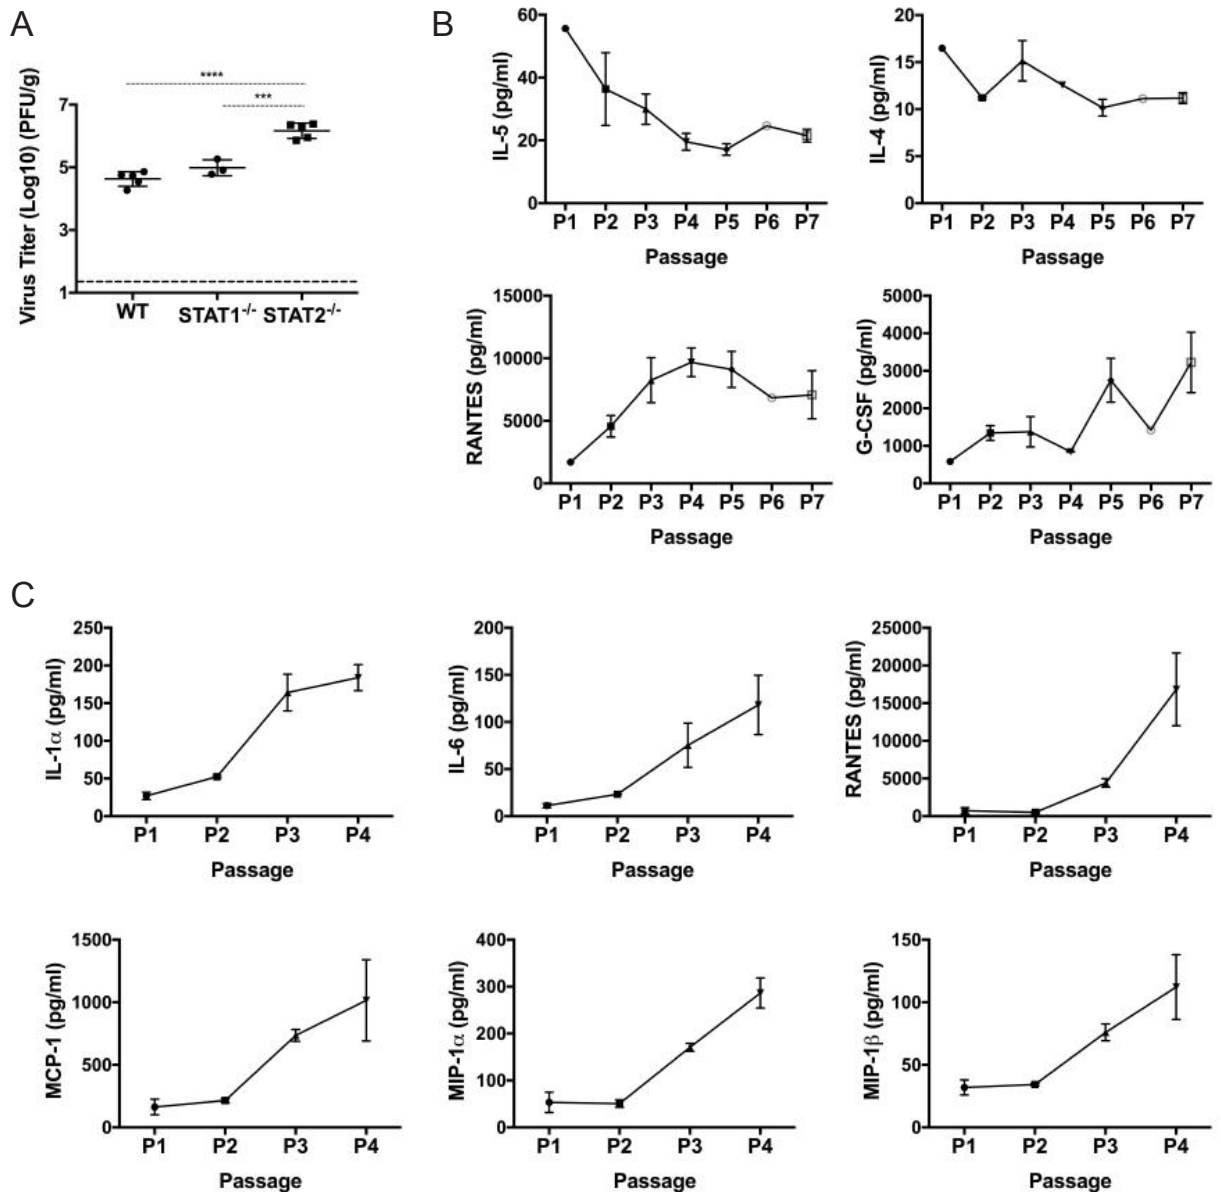 A
Virus Titer (Log10) (PFU/g)
7
5
3
1
****
***
WT STAT1-/- STAT2-/-
B
IL-5 (pg/ml)
60
40
20
0
P1 P2 P3 P4 P5 P6 P7
Passage
IL-4 (pg/ml)
20
15
10
5
0
P1 P2 P3 P4 P5 P6 P7
Passage
RANTES (pg/ml)
15000
10000
5000
0
P1 P2 P3 P4 P5 P6 P7
Passage
G-CSF (pg/ml)
5000
4000
3000
2000
1000
0
P1 P2 P3 P4 P5 P6 P7
Passage
C
IL-1α (pg/ml)
250
200
150
100
50
0
P1 P2 P3 P4
Passage
IL-6 (pg/ml)
200
150
100
50
0
P1 P2 P3 P4
Passage
RANTES (pg/ml)
25000
20000
15000
10000
5000
0
P1 P2 P3 P4
Passage
MCP-1 (pg/ml)
1500
1000
500
0
P1 P2 P3 P4
Passage
MIP-1α (pg/ml)
400
300
200
100
0
P1 P2 P3 P4
Passage
MIP-1β (pg/ml)
150
100
50
0
P1 P2 P3 P4
Passage